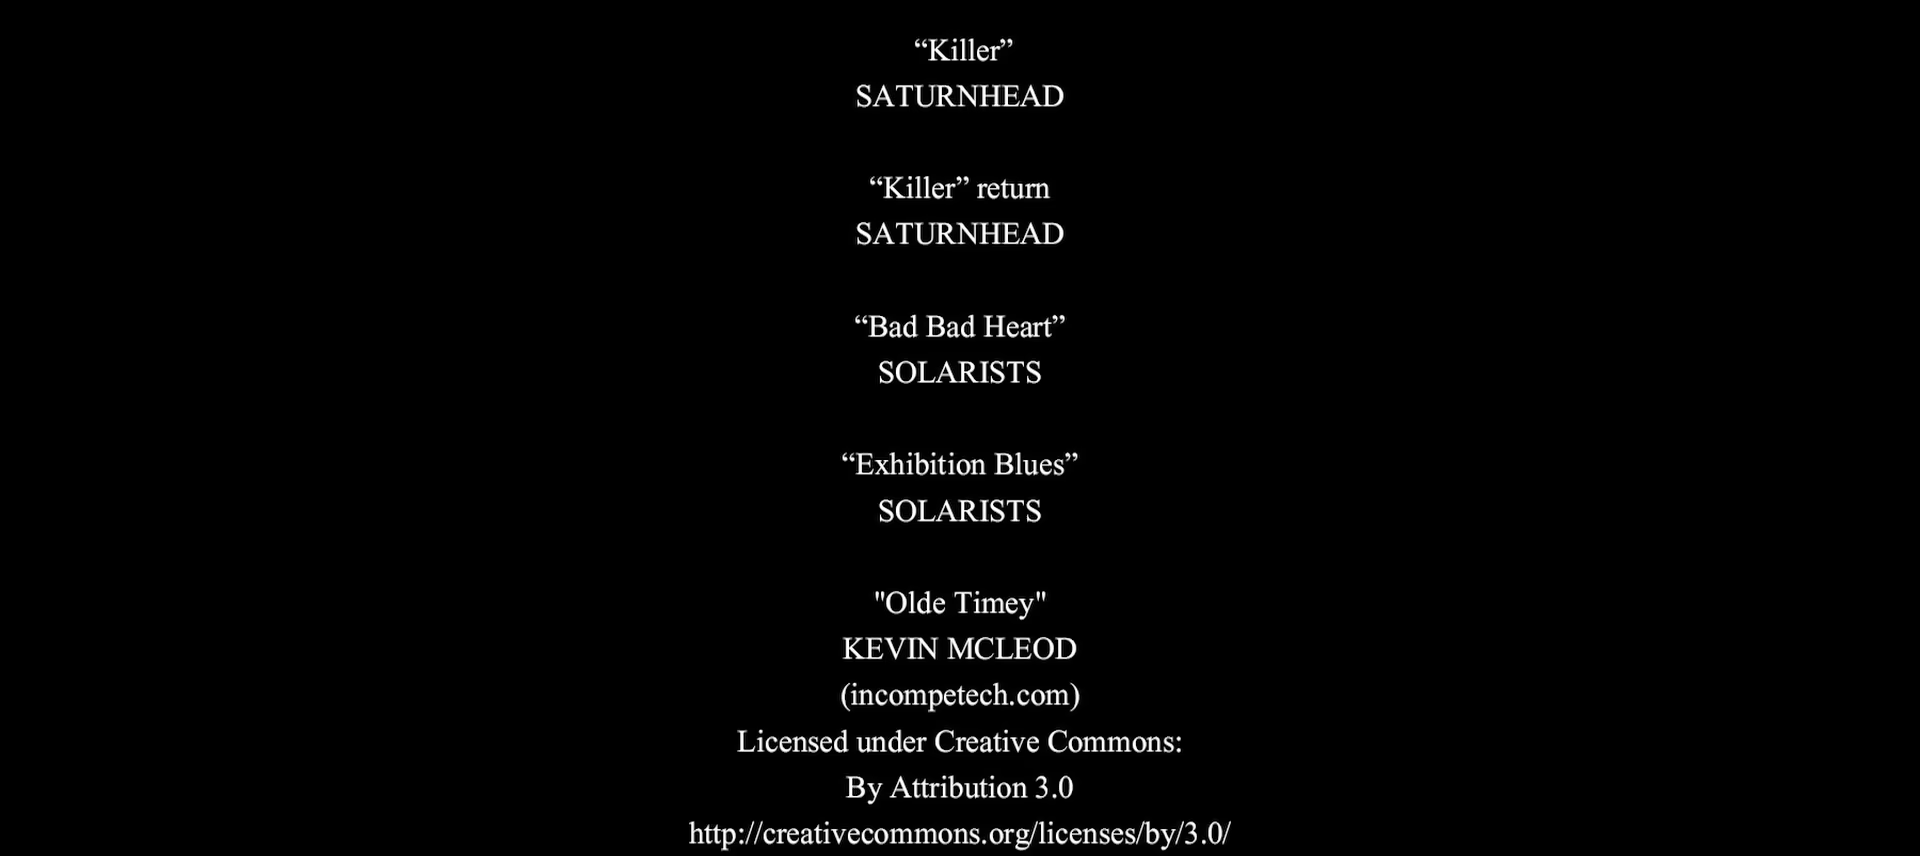 “Killer”
SATURNHEAD
“Killer” return
SATURNHEAD
“Bad Bad Heart”
SOLARISTS
“Exhibition Blues”
SOLARISTS
"Olde Timey"
KEVIN MCLEOD
(incompetech.com)
Licensed under Creative Commons:
By Attribution 3.0
http://creativecommons.org/licenses/by/3.0/